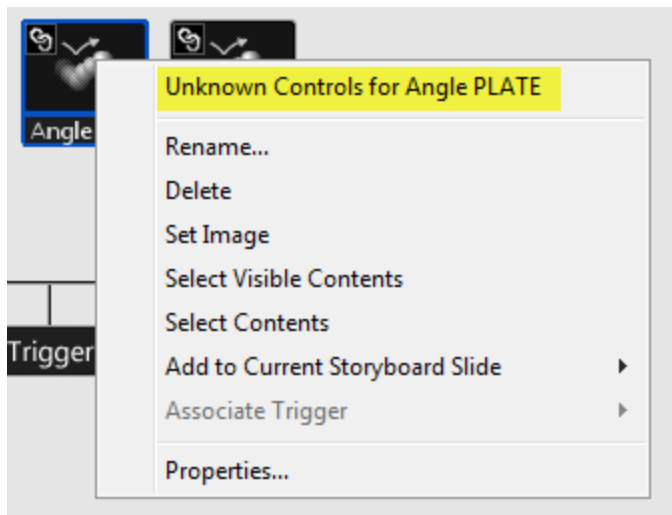 Angle
Unknown Controls for Angle PLATE
Rename...
Delete
Set Image
Select Visible Contents
Select Contents
Trigger
Add to Current Storyboard Slide
Associate Trigger
Properties...